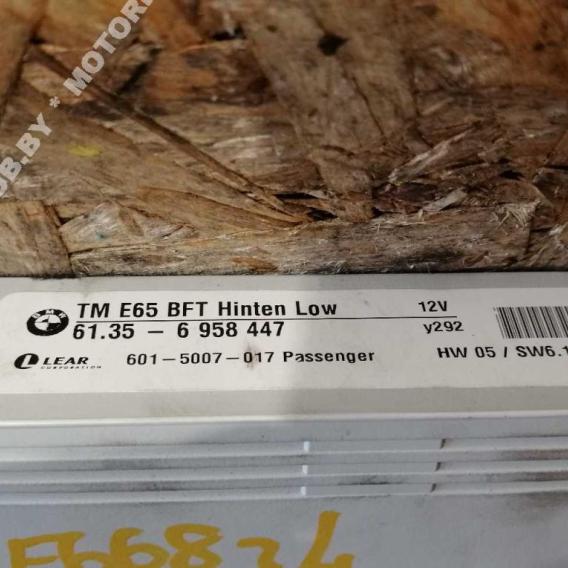 TM E65 BFT Hinten Low 12V
61.35 - 6 958 447 y292
LEAR CORPORATION 601-5007-017 Passenger HW 05 / SW6.1